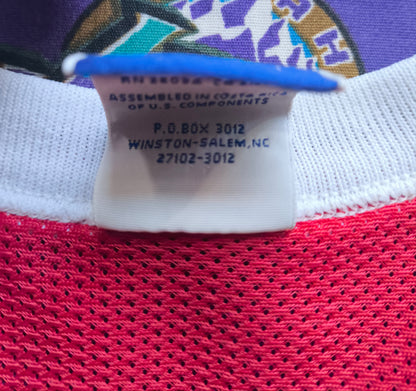 ASSEMBLED IN COSTA RICA
OF U.S. COMPONENTS
P.O.BOX 3012
WINSTON-SALEM,NC
27102-3012